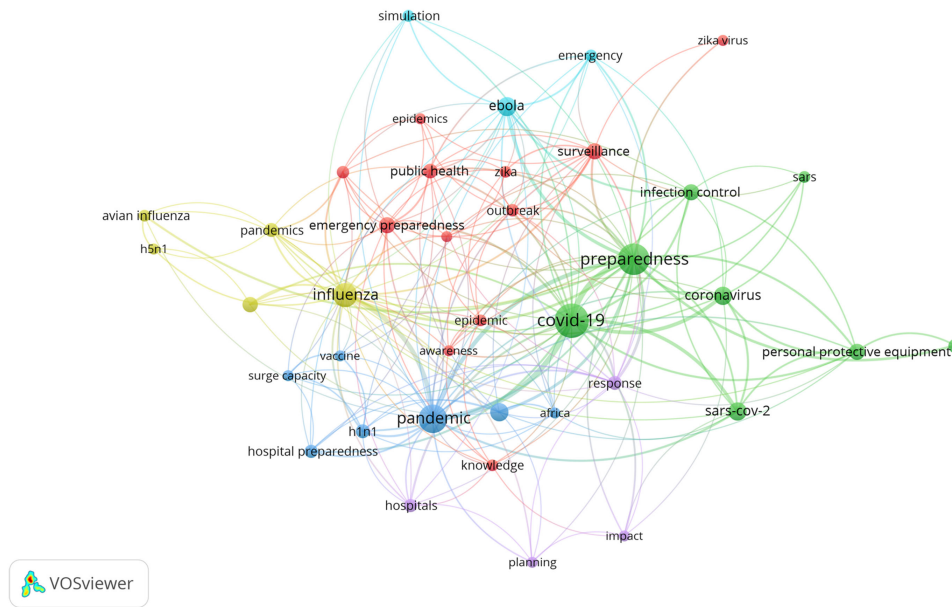 simulation
zika virus
emergency
ebola
epidemics
surveillance
public health
zika
sars
infection control
outbreak
avian influenza
emergency preparedness
pandemics
h5n1
preparedness
influenza
coronavirus
covid-19
epidemic
awareness
personal protective equipment
vaccine
surge capacity
response
pandemic
africa
sars-cov-2
h1n1
hospital preparedness
knowledge
hospitals
impact
planning
VOSviewer